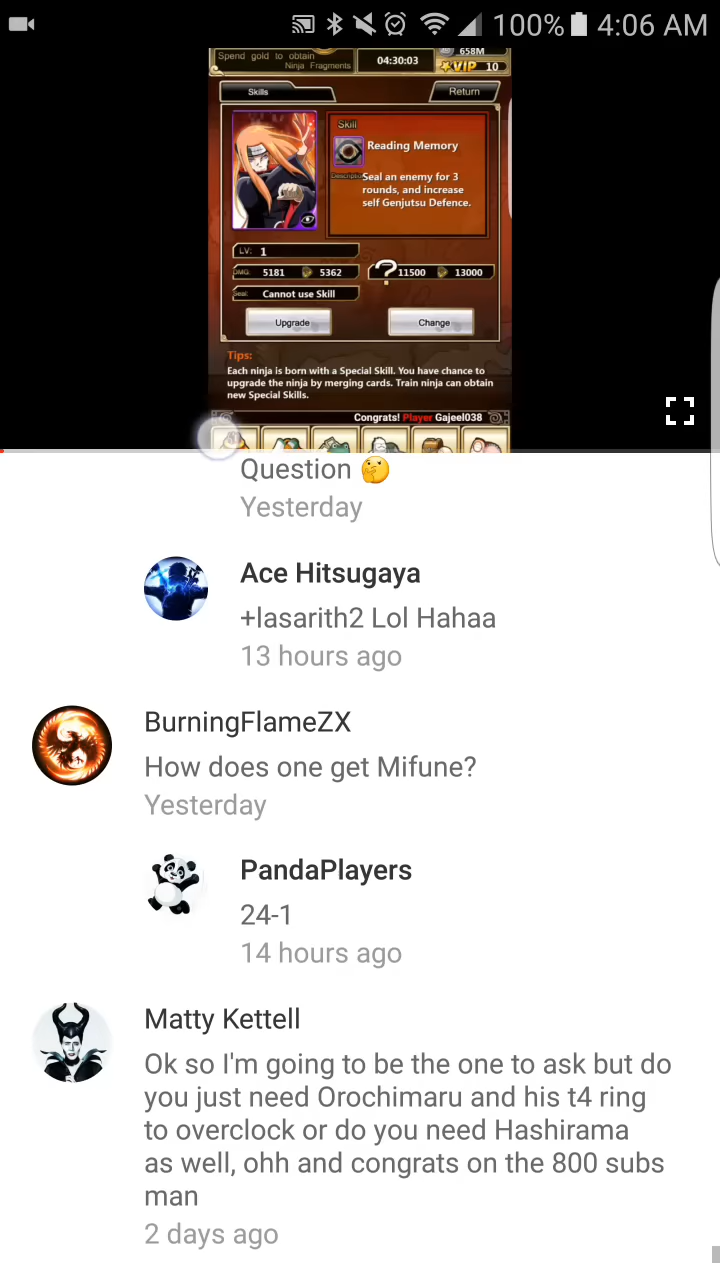 100% 4:06 AM
Spend gold to obtain
Ninja Fragments
04:30:03
658M
VIP 10
Skills
Return
Skill
Reading Memory
Description
Seal an enemy for 3
rounds, and increase
self Genjutsu Defence.
LV: 1
DMG: 5181 5362
? 11500 13000
Seal: Cannot use Skill
Upgrade
Change
Tips:
Each ninja is born with a Special Skill. You have chance to
upgrade the ninja by merging cards. Train ninja can obtain
new Special Skills.
Congrats! Player Gajeel038
Question 🤔
Yesterday
Ace Hitsugaya
+lasarith2 Lol Hahaa
13 hours ago
BurningFlameZX
How does one get Mifune?
Yesterday
PandaPlayers
24-1
14 hours ago
Matty Kettell
Ok so I'm going to be the one to ask but do
you just need Orochimaru and his t4 ring
to overclock or do you need Hashirama
as well, ohh and congrats on the 800 subs
man
2 days ago